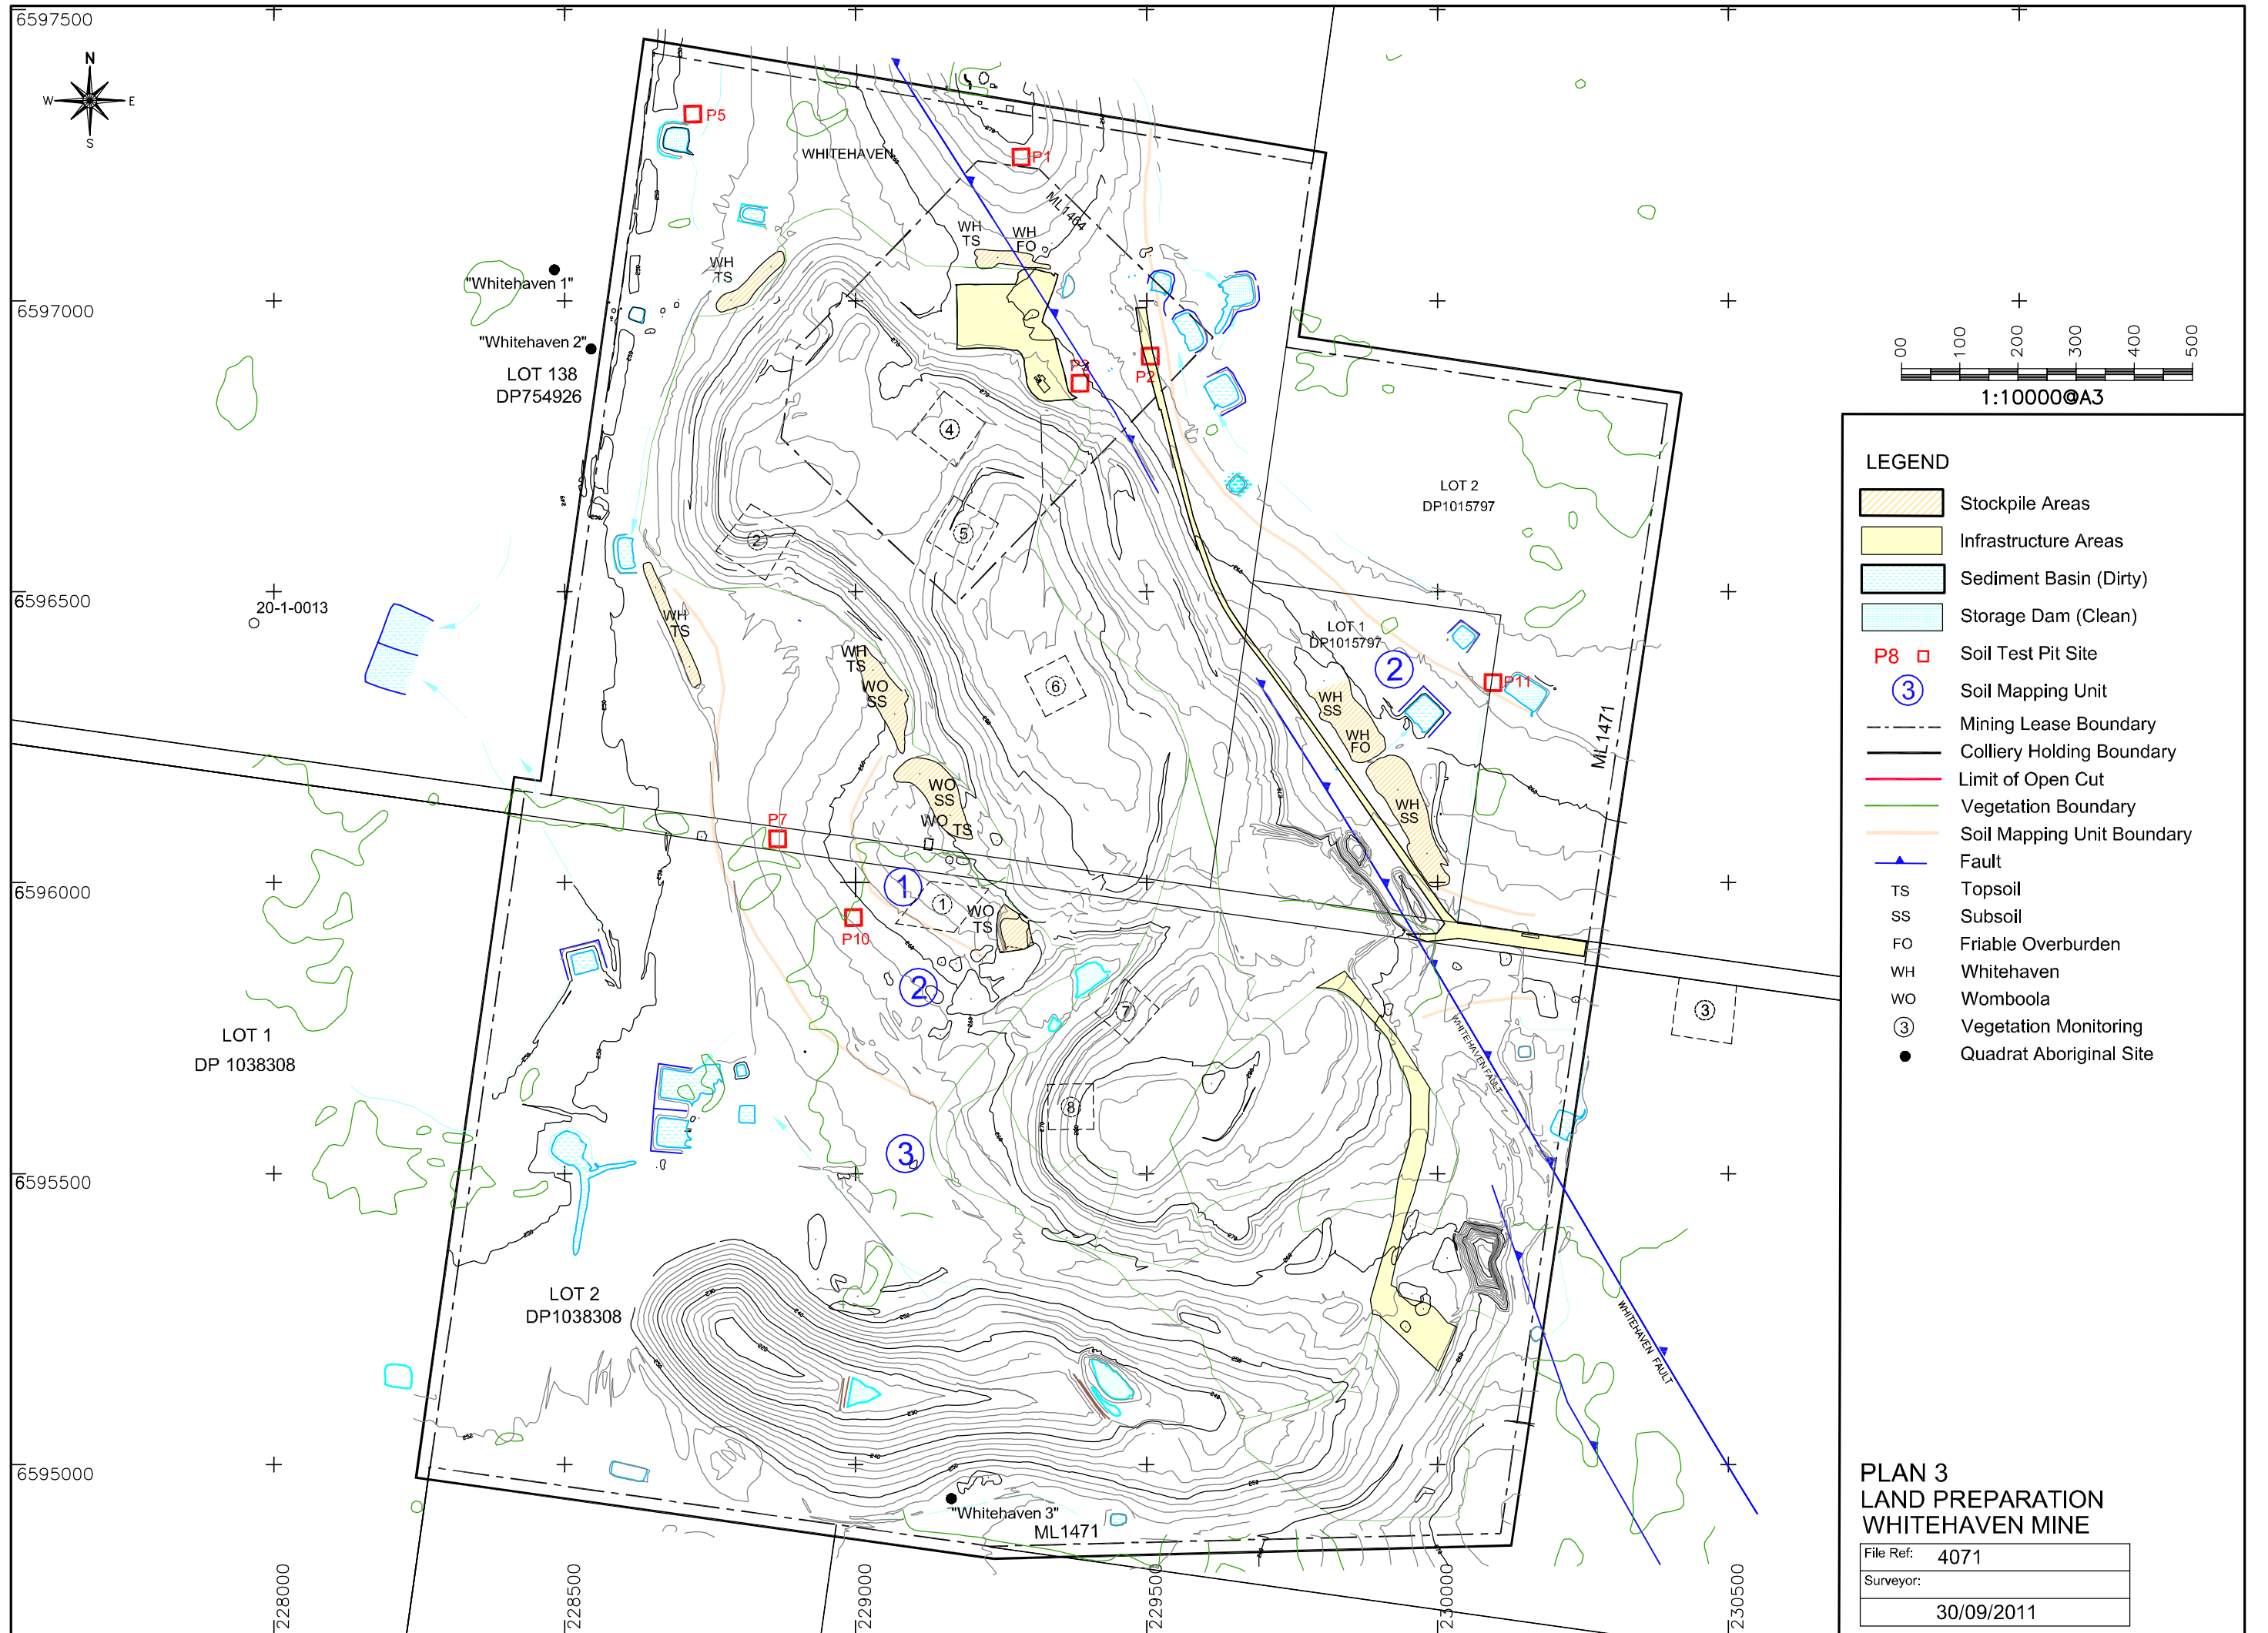 6597500
N
W
E
S
P5
WHITEHAVEN
P1
ML1464
WH
TS
WH
FO
WH
TS
"Whitehaven 1"
6597000
"Whitehaven 2"
LOT 138
DP754926
P3
P2
00
100
200
300
400
500
1:10000@A3
4
5
2
LOT 2
DP1015797
6596500
20-1-0013
WH
TS
WH
TS
WO
SS
6
LOT 1
DP1015797
2
P11
WH
SS
WH
FO
ML1471
WO
SS
WO TS
WH
SS
P7
6596000
1
1
WO
TS
P10
2
7
3
LOT 1
DP 1038308
WHITEHAVEN FAULT
8
3
6595500
LOT 2
DP1038308
WHITEHAVEN FAULT
6595000
"Whitehaven 3"
ML1471
228000
228500
229000
229500
230000
230500
LEGEND
Stockpile Areas
Infrastructure Areas
Sediment Basin (Dirty)
Storage Dam (Clean)
P8 Soil Test Pit Site
3 Soil Mapping Unit
Mining Lease Boundary
Colliery Holding Boundary
Limit of Open Cut
Vegetation Boundary
Soil Mapping Unit Boundary
Fault
TS Topsoil
SS Subsoil
FO Friable Overburden
WH Whitehaven
WO Womboola
3 Vegetation Monitoring
Quadrat Aboriginal Site
PLAN 3
LAND PREPARATION
WHITEHAVEN MINE
File Ref: 4071
Surveyor:
30/09/2011